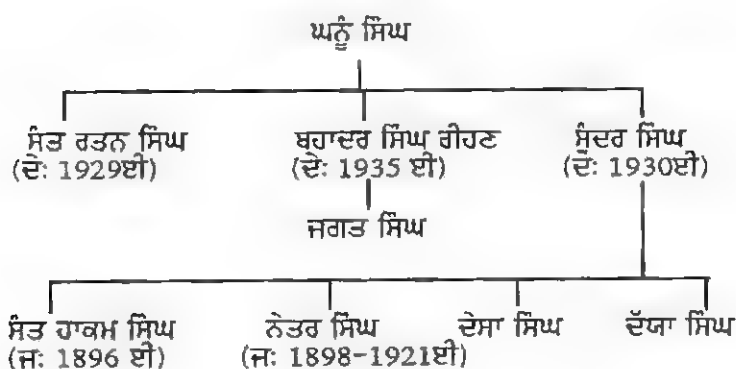 ਘਨੂੰ ਸਿੰਘ
ਸੰਤ ਰਤਨ ਸਿੰਘ ਬਹਾਦਰ ਸਿੰਘ ਰੀਹਣ ਸੁੰਦਰ ਸਿੰਘ
(ਦੇ: 1929ਈ) (ਦੇ: 1935 ਈ) (ਦੇ: 1930ਈ)
ਜਗਤ ਸਿੰਘ
ਸੰਤ ਹਾਕਮ ਸਿੰਘ ਨੇਤਰ ਸਿੰਘ ਦੇਸਾ ਸਿੰਘ ਦੱਯਾ ਸਿੰਘ
(ਜ: 1896 ਈ) (ਜ: 1898-1921ਈ)